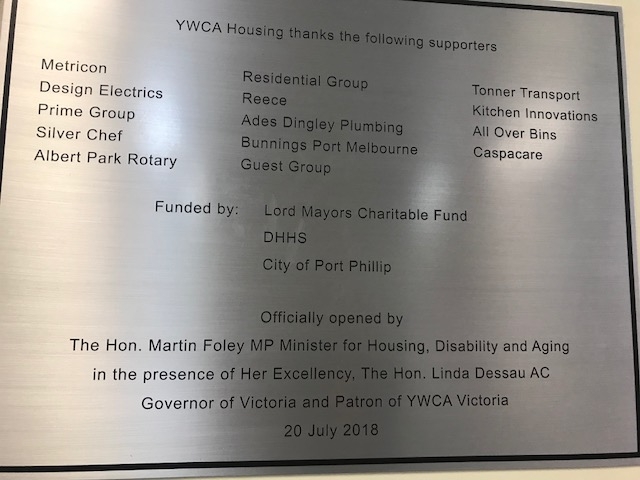 YWCA Housing thanks the following supporters
Metricon
Design Electrics
Prime Group
Silver Chef
Albert Park Rotary
Residential Group
Reece
Ades Dingley Plumbing
Bunnings Port Melbourne
Guest Group
Tonner Transport
Kitchen Innovations
All Over Bins
Caspacare
Funded by: Lord Mayors Charitable Fund
DHHS
City of Port Phillip
Officially opened by
The Hon. Martin Foley MP Minister for Housing, Disability and Aging
in the presence of Her Excellency, The Hon. Linda Dessau AC
Governor of Victoria and Patron of YWCA Victoria
20 July 2018